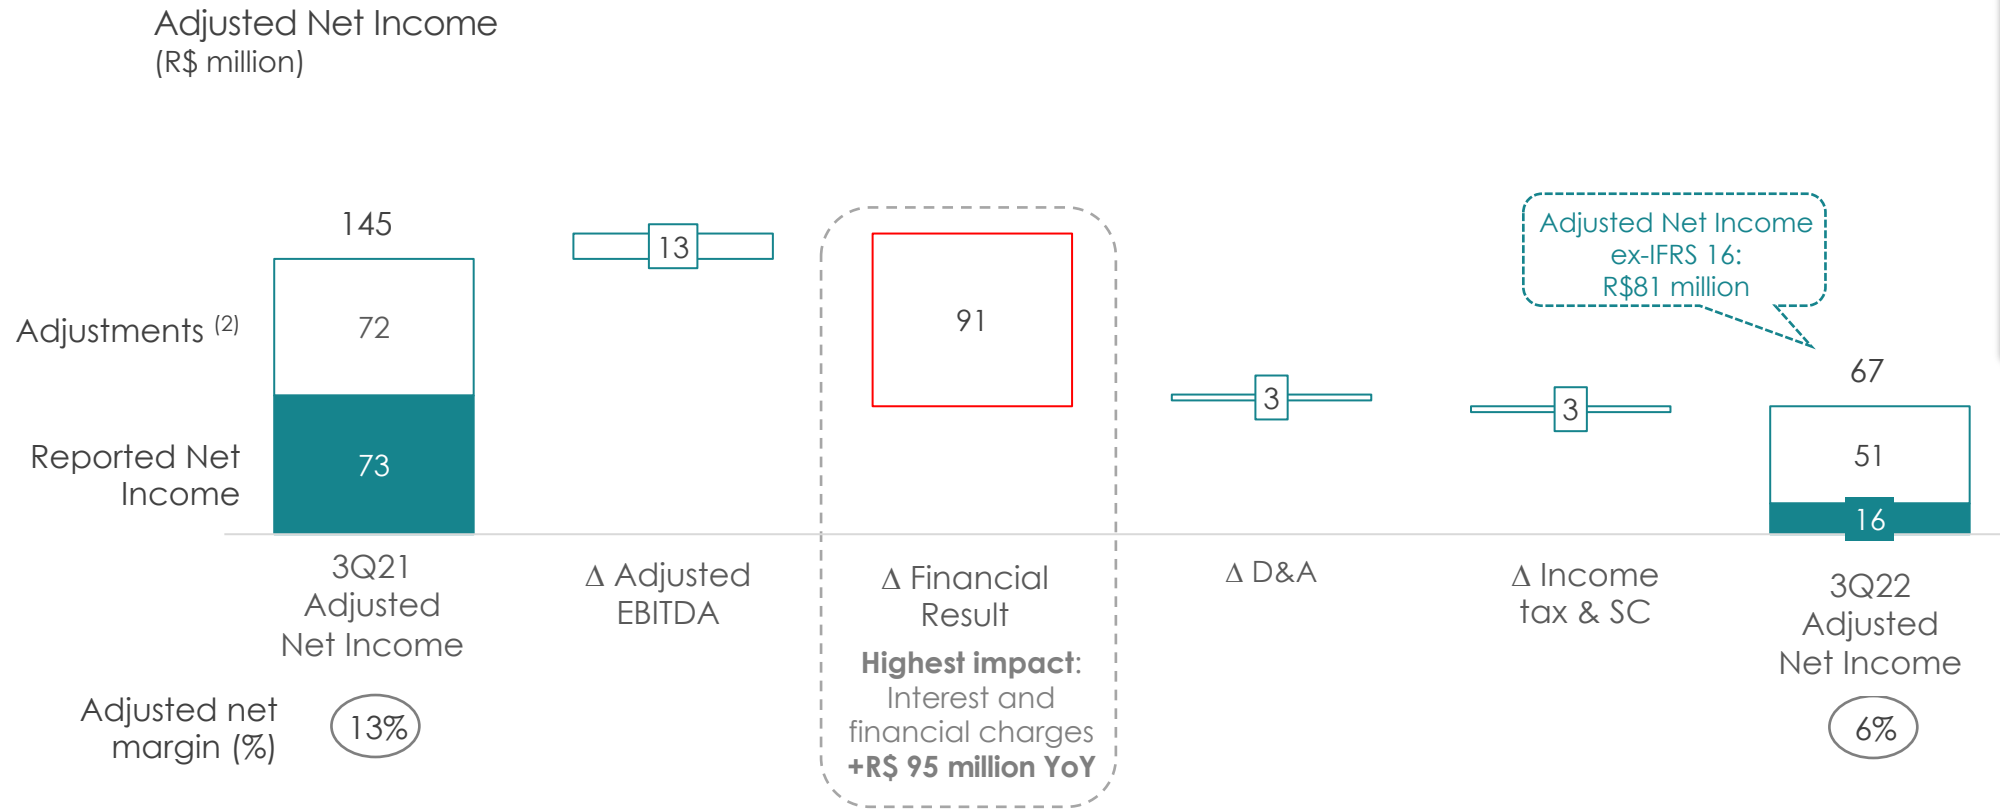 Adjusted Net Income
(R$ million)
145
Adjustments (2)
72
Reported Net
Income
73
13
91
3
3
Adjusted Net Income
ex-IFRS 16:
R$81 million
67
51
16
3Q21
Adjusted
Net Income
Δ Adjusted
EBITDA
Δ Financial
Result
Highest impact:
Interest and
financial charges
+R$ 95 million YoY
Δ D&A
Δ Income
tax & SC
3Q22
Adjusted
Net Income
Adjusted net
margin (%)
13%
6%